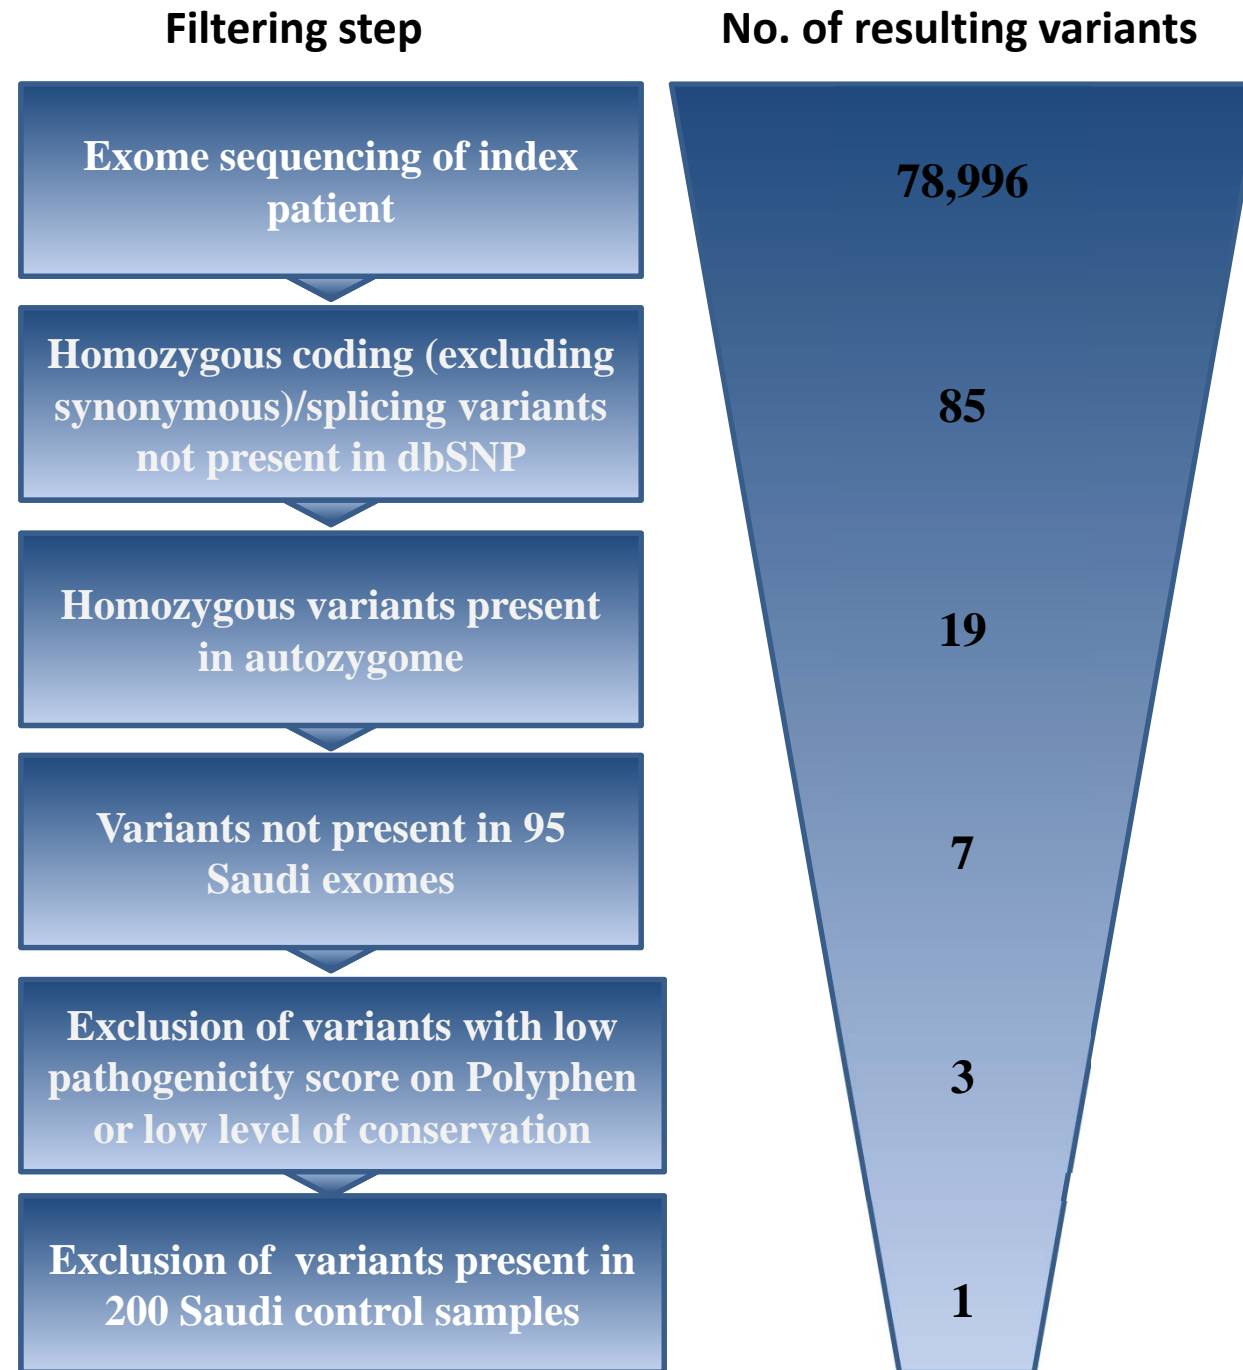 Filtering step
No. of resulting variants
Exome sequencing of index
patient
78,996
Homozygous coding (excluding
synonymous)/splicing variants
not present in dbSNP
85
Homozygous variants present
in autozygome
19
Variants not present in 95
Saudi exomes
7
Exclusion of variants with low
pathogenicity score on Polyphen
or low level of conservation
3
Exclusion of variants present in
200 Saudi control samples
1